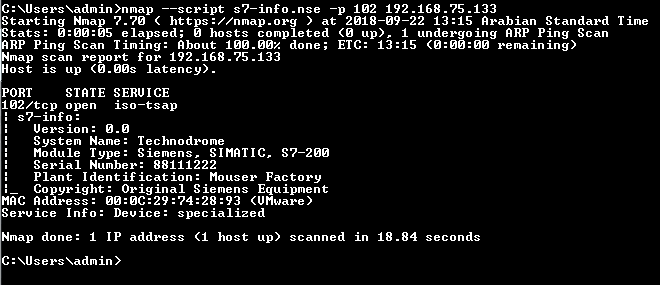 C:\Users\admin>nmap --script s7-info.nse -p 102 192.168.75.133
Starting Nmap 7.70 ( https://nmap.org ) at 2018-09-22 13:15 Arabian Standard Time
Stats: 0:00:05 elapsed; 0 hosts completed (0 up), 1 undergoing ARP Ping Scan
ARP Ping Scan Timing: About 100.00% done; ETC: 13:15 (0:00:00 remaining)
Nmap scan report for 192.168.75.133
Host is up (0.00s latency).

PORT    STATE SERVICE
102/tcp open  iso-tsap
| s7-info:
|   Version: 0.0
|   System Name: Technodrome
|   Module Type: Siemens, SIMATIC, S7-200
|   Serial Number: 88111222
|   Plant Identification: Mouser Factory
|_  Copyright: Original Siemens Equipment
MAC Address: 00:0C:29:74:28:93 (VMware)
Service Info: Device: specialized

Nmap done: 1 IP address (1 host up) scanned in 18.84 seconds

C:\Users\admin>